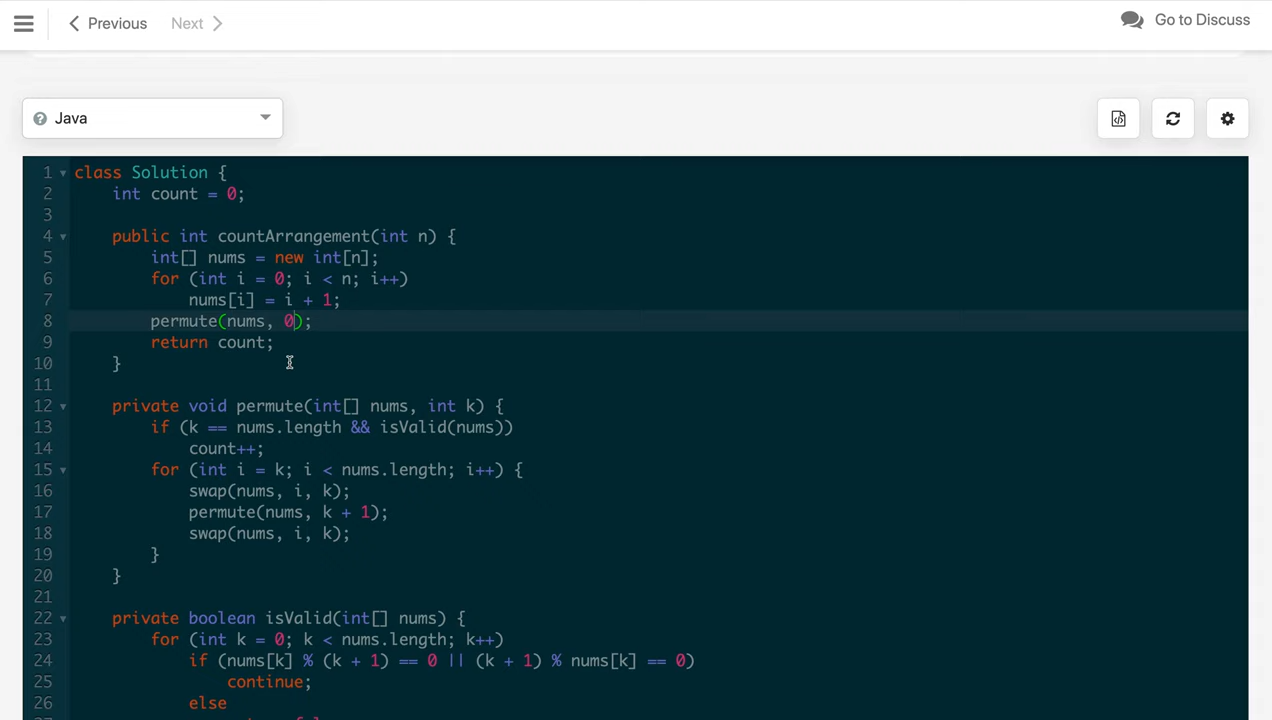 Previous Next Go to Discuss
Java
1 class Solution {
2 int count = 0;
3
4 public int countArrangement(int n) {
5 int[] nums = new int[n];
6 for (int i = 0; i < n; i++)
7 nums[i] = i + 1;
8 permute(nums, 0);
9 return count;
10 }
11
12 private void permute(int[] nums, int k) {
13 if (k == nums.length && isValid(nums))
14 count++;
15 for (int i = k; i < nums.length; i++) {
16 swap(nums, i, k);
17 permute(nums, k + 1);
18 swap(nums, i, k);
19 }
20 }
21
22 private boolean isValid(int[] nums) {
23 for (int k = 0; k < nums.length; k++)
24 if (nums[k] % (k + 1) == 0 || (k + 1) % nums[k] == 0)
25 continue;
26 else